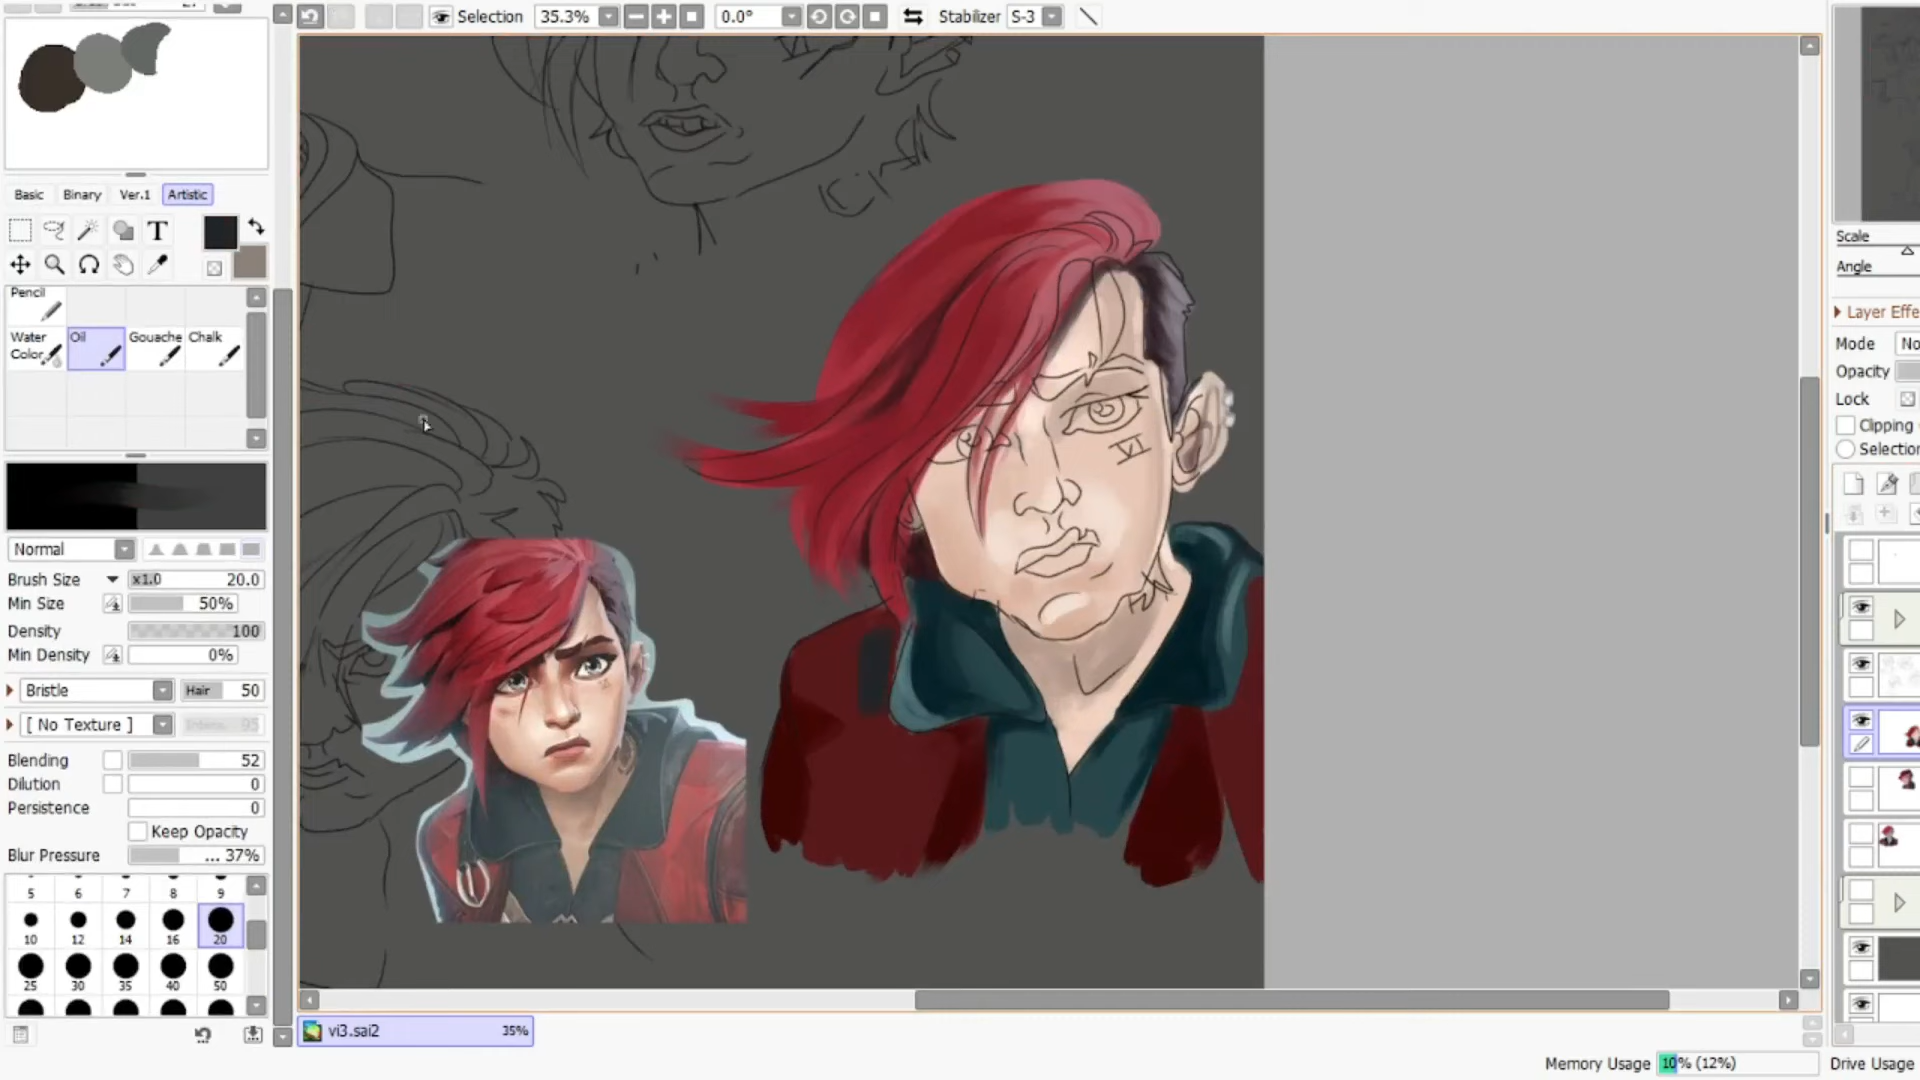 Selection 35.3% 0.0° Stabilizer S-3
Basic Binary Ver.1 Artistic
T
Scale
Angle
Pencil
Water Color Oil Gouache Chalk
Layer Effe
Mode No
Opacity
Lock
Clipping
Selection
VI
VI
Normal
Brush Size x1.0 20.0
Min Size 50%
Density 100
Min Density 0%
Bristle Hair 50
[ No Texture ]
Blending 52
Dilution 0
Persistence 0
Keep Opacity
Blur Pressure ... 37%
5 6 7 8 9
10 12 14 16 20
25 30 35 40 50
vi3.sai2 35%
Memory Usage 10% (12%) Drive Usage